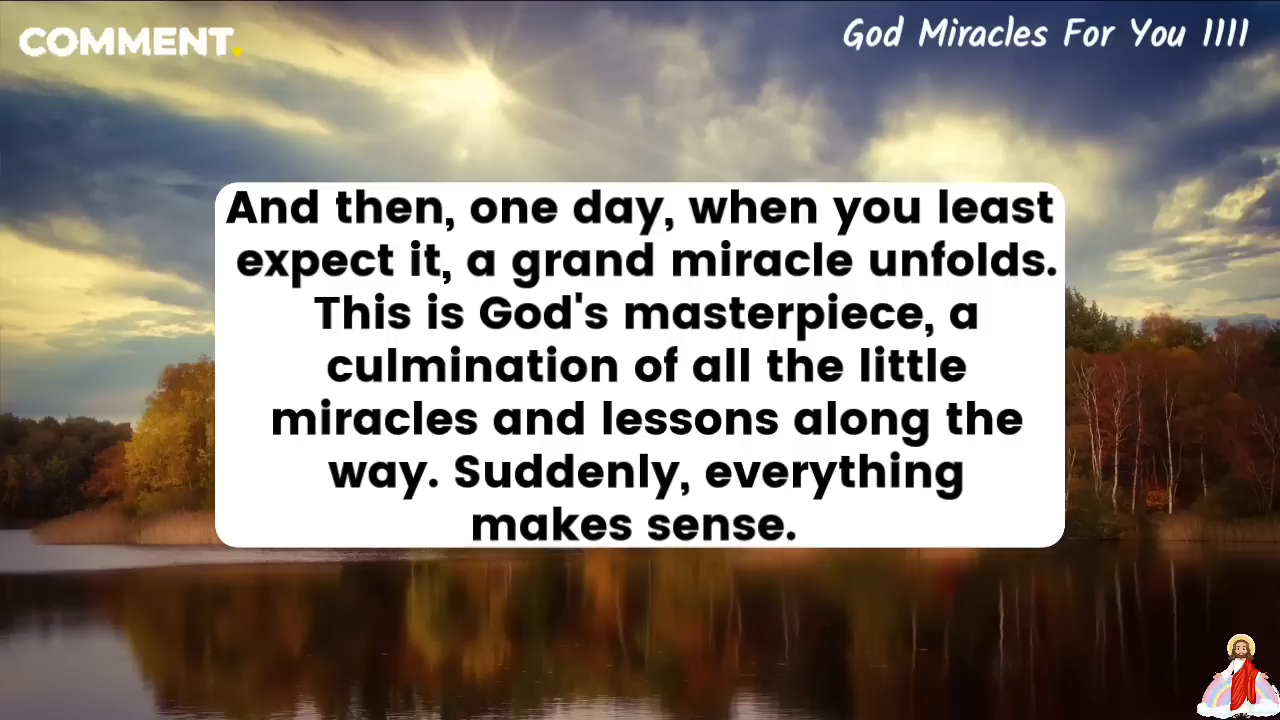 COMMENT.
God Miracles For You 1111
And then, one day, when you least
expect it, a grand miracle unfolds.
This is God's masterpiece, a
culmination of all the little
miracles and lessons along the
way. Suddenly, everything
makes sense.